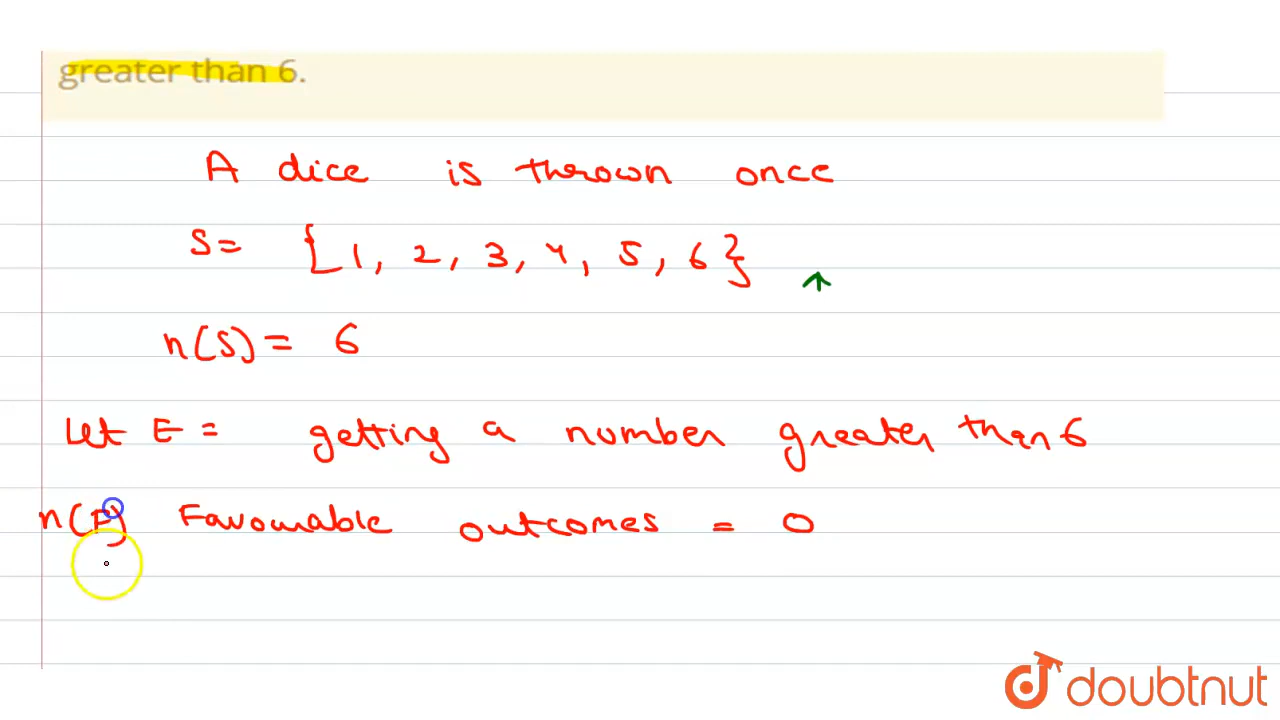 greater than 6.
A dice is thrown once
S= {1, 2, 3, 4, 5, 6}
n(S) = 6
Let E = getting a number greater than 6
n(E) Favourable outcomes = 0
doubtnut